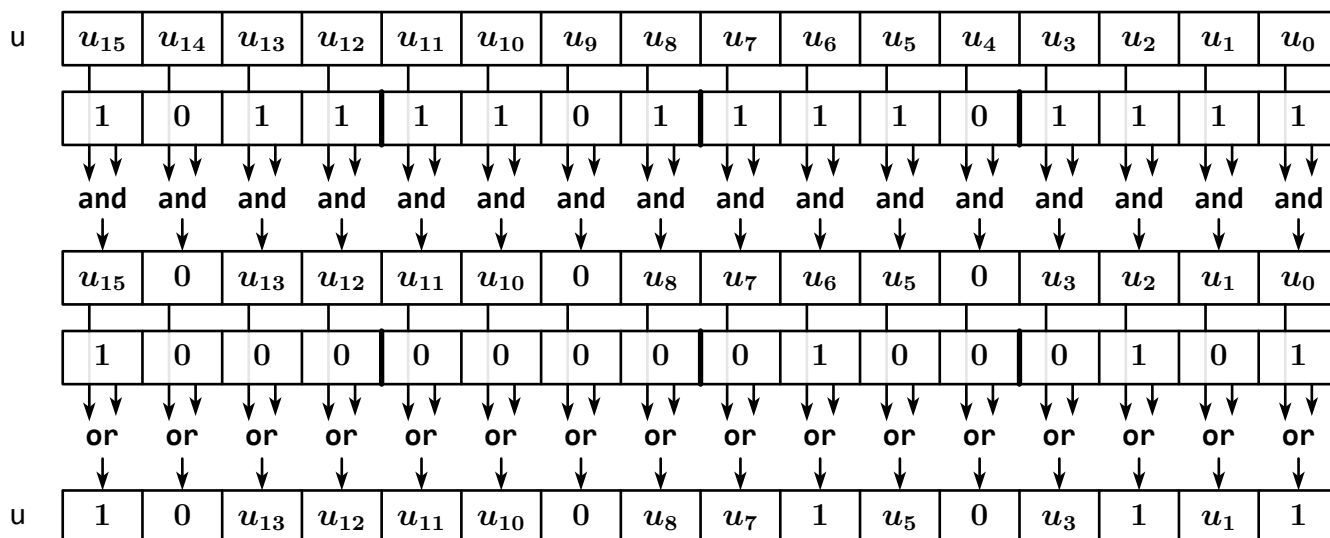 u u₁₅ u₁₄ u₁₃ u₁₂ u₁₁ u₁₀ u₉ u₈ u₇ u₆ u₅ u₄ u₃ u₂ u₁ u₀
1 0 1 1 1 1 0 1 1 1 1 0 1 1 1 1
and and and and and and and and and and and and and and and and
u₁₅ 0 u₁₃ u₁₂ u₁₁ u₁₀ 0 u₈ u₇ u₆ u₅ 0 u₃ u₂ u₁ u₀
1 0 0 0 0 0 0 0 0 1 0 0 0 1 0 1
or or or or or or or or or or or or or or or or
u 1 0 u₁₃ u₁₂ u₁₁ u₁₀ 0 u₈ u₇ 1 u₅ 0 u₃ 1 u₁ 1